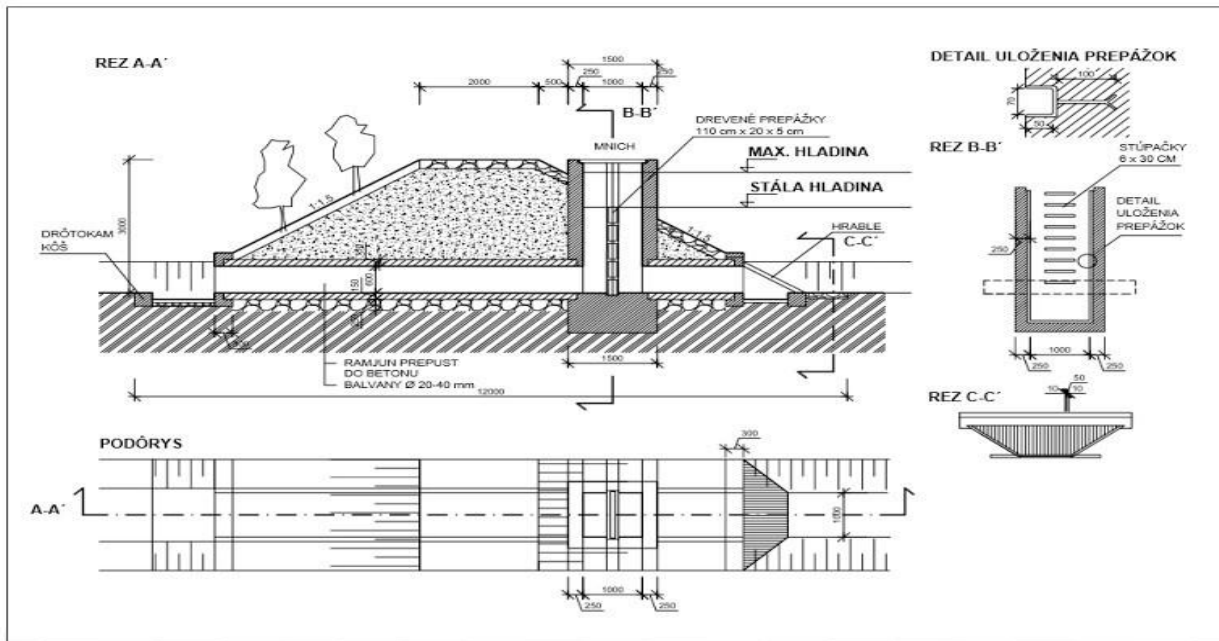 REZ A-A´
1500
250
1000
250
2000
500
B-B´
DREVENÉ PREPÁŽKY
110 cm x 20 x 5 cm
MNICH
MAX. HLADINA
STÁLA HLADINA
1:1.5
3000
DRÔTOKAM
KÔŠ
1:1.5
HRABLE
C-C´
150
600
1500
RAMJUN PREPUST
DO BETONU
BALVANY Ø 20-40 mm
12000
DETAIL ULOŽENIA PREPÁŽOK
100
70
50
REZ B-B´
STÚPAČKY
6 x 30 CM
DETAIL
ULOŽENIA
PREPÁŽOK
250
1000
250
250
REZ C-C´
50
10
10
PODÔRYS
300
A-A´
1000
1000
250
250